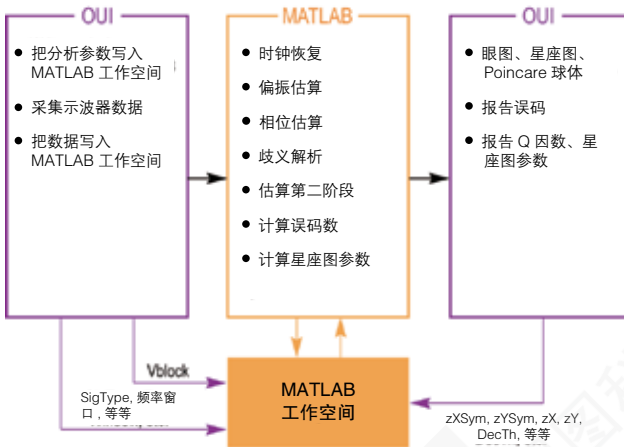 OUI
● 把分析参数写入
MATLAB 工作空间
● 采集示波器数据
● 把数据写入
MATLAB 工作空间
MATLAB
● 时钟恢复
● 偏振估算
● 相位估算
● 歧义解析
● 估算第二阶段
● 计算误码数
● 计算星座图参数
OUI
● 眼图、星座图、
Poincare 球体
● 报告误码
● 报告 Q 因数、星
座图参数
Vblock
SigType, 频率窗
口 , 等等
MATLAB
工作空间
zXSym, zYSym, zX, zY,
DecTh, 等等